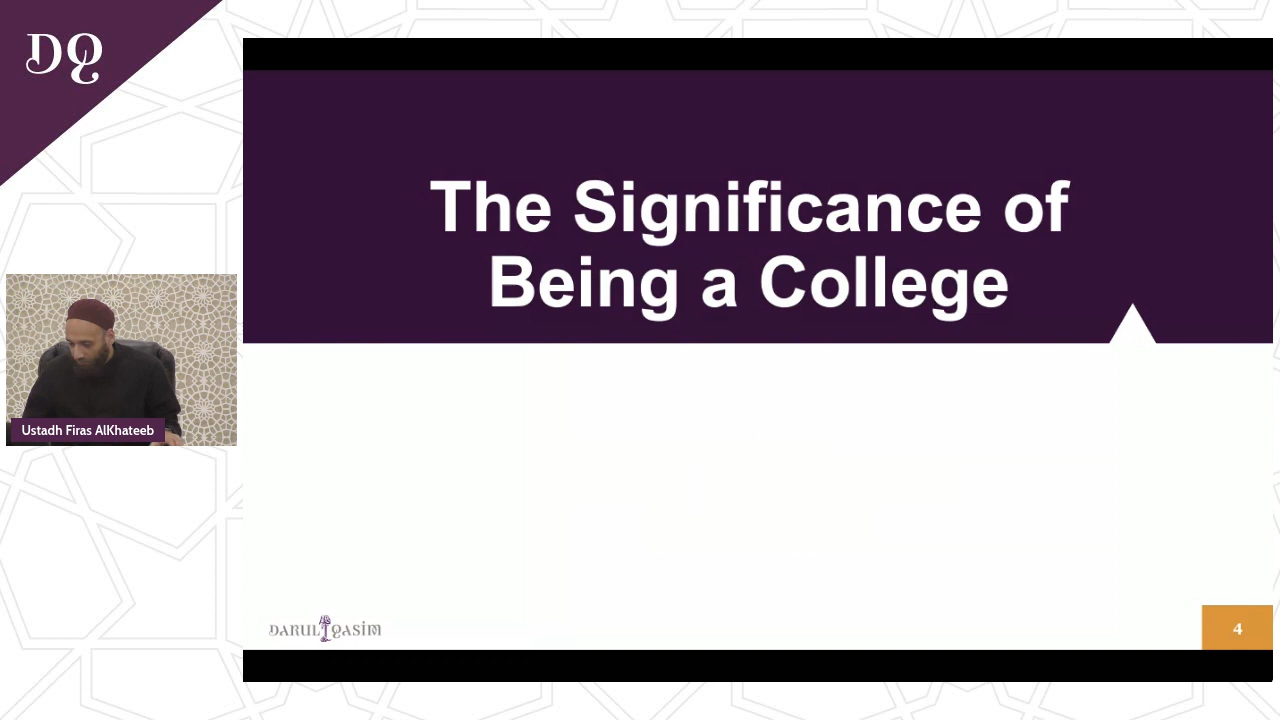 DQ
The Significance of
Being a College
Ustadh Firas AlKhateeb
DARUL QASIM
4